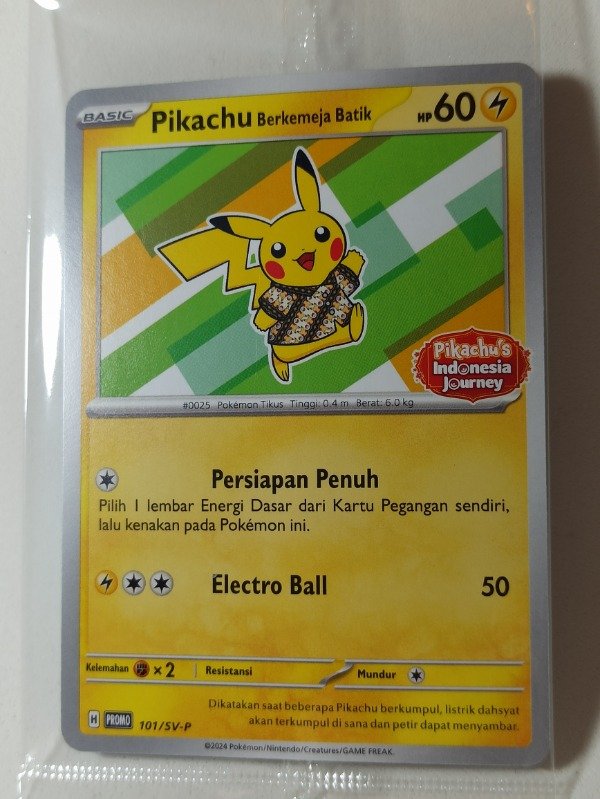 BASIC Pikachu Berkemeja Batik HP 60
Pikachu's
Indonesia
Journey
#0025 Pokémon Tikus Tinggi: 0.4 m Berat: 6.0 kg
Persiapan Penuh
Pilih 1 lembar Energi Dasar dari Kartu Pegangan sendiri,
lalu kenakan pada Pokémon ini.
Electro Ball 50
Kelemahan ×2 Resistansi Mundur
Dikatakan saat beberapa Pikachu berkumpul, listrik dahsyat
akan terkumpul di sana dan petir dapat menyambar.
H PROMO 101/SV-P
©2024 Pokémon/Nintendo/Creatures/GAME FREAK.